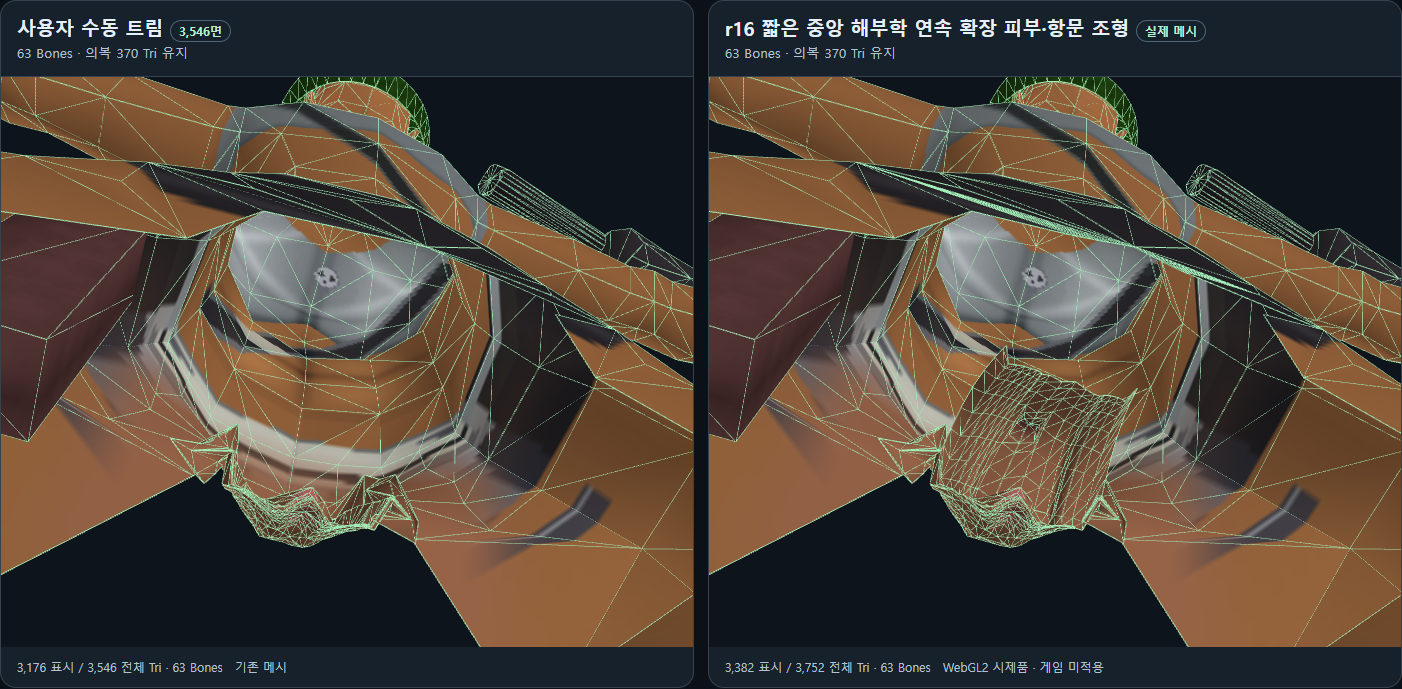 사용자 수동 트림 3,546면
63 Bones · 의복 370 Tri 유지
3,176 표시 / 3,546 전체 Tri · 63 Bones 기존 메시
r16 짧은 중앙 해부학 연속 확장 피부·항문 조형 실제 메시
63 Bones · 의복 370 Tri 유지
3,382 표시 / 3,752 전체 Tri · 63 Bones WebGL2 시제품 · 게임 미적용